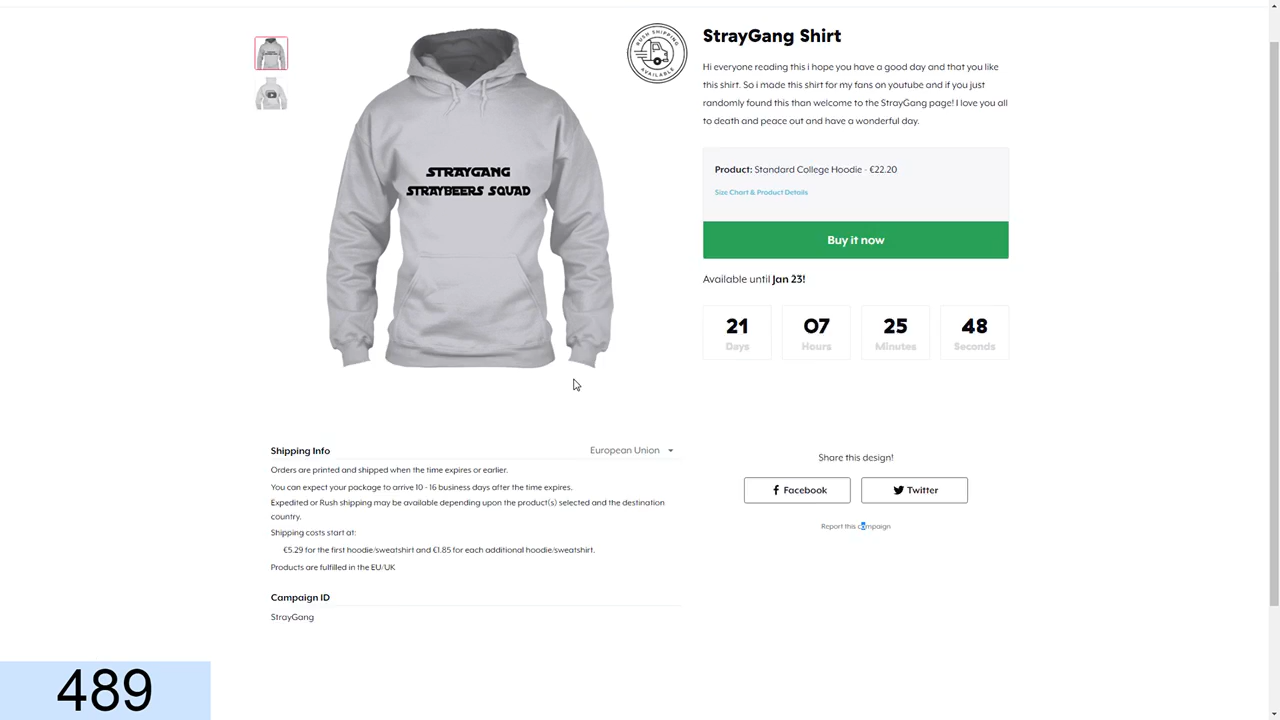 StrayGang Shirt
RUSH SHIPPING
AVAILABLE
Hi everyone reading this i hope you have a good day and that you like
this shirt. So i made this shirt for my fans on youtube and if you just
randomly found this than welcome to the StrayGang page! I love you all
to death and peace out and have a wonderful day.
STRAYGANG
STRAYBEERS SQUAD
Product: Standard College Hoodie - €22.20
Size Chart & Product Details
Buy it now
Available until Jan 23!
21 07 25 48
Days Hours Minutes Seconds
Shipping Info European Union
Orders are printed and shipped when the time expires or earlier.
You can expect your package to arrive 10 - 16 business days after the time expires.
Expedited or Rush shipping may be available depending upon the product(s) selected and the destination
country.
Shipping costs start at:
€5.29 for the first hoodie/sweatshirt and €1.85 for each additional hoodie/sweatshirt.
Products are fulfilled in the EU/UK
Campaign ID
StrayGang
Share this design!
Facebook Twitter
Report this campaign
489